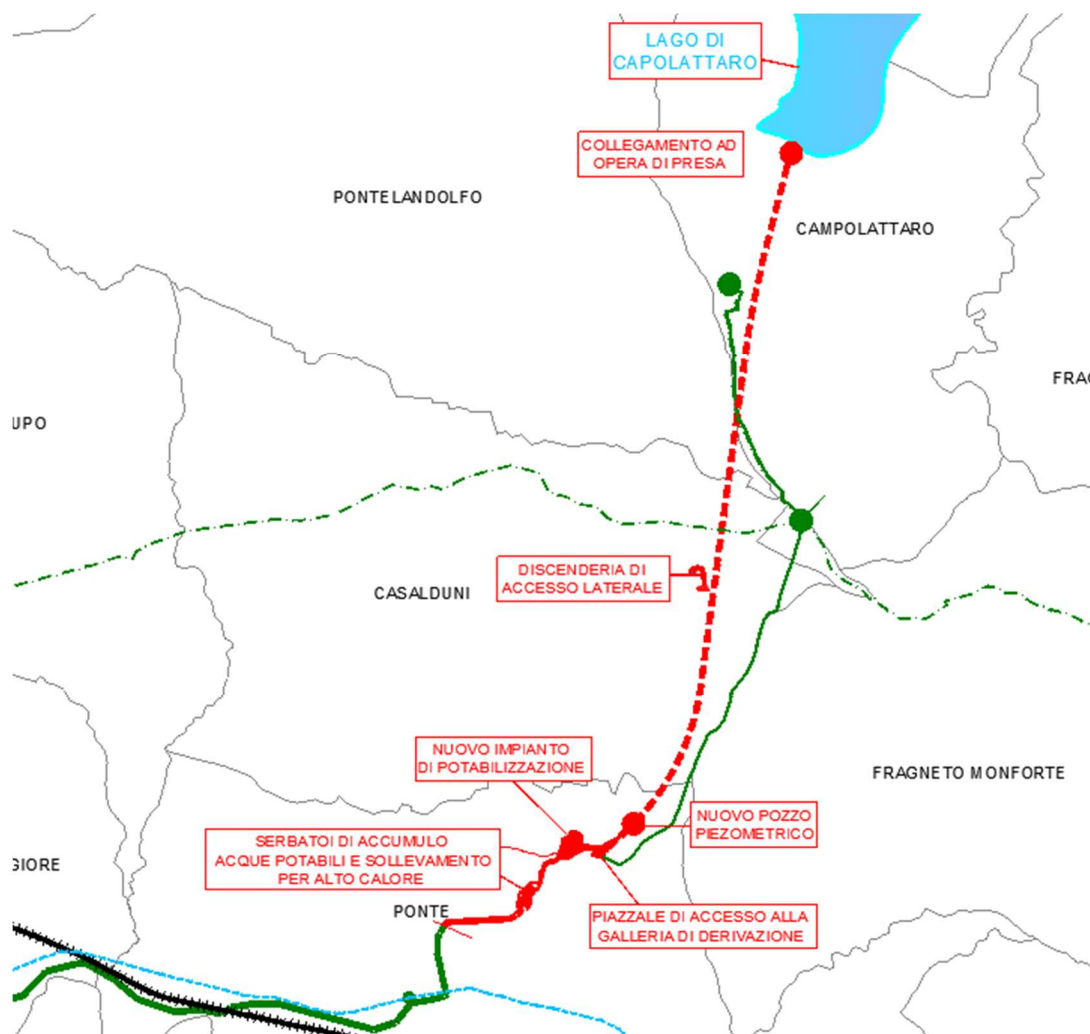 LAGO DI
CAPOLATTARO
COLLEGAMENTO AD
OPERA DI PRESA
PONTELANDOLFO
CAMPOLATTARO
FRAG
UPO
DISCENDERIA DI
ACCESSO LATERALE
CASALDUNI
NUOVO IMPIANTO
DI POTABILIZZAZIONE
FRAGNETO MONFORTE
NUOVO POZZO
PIEZOMETRICO
SERBATOI DI ACCUMULO
ACQUE POTABILI E SOLLEVAMENTO
PER ALTO CALORE
GIORE
PONTE
PIAZZALE DI ACCESSO ALLA
GALLERIA DI DERIVAZIONE